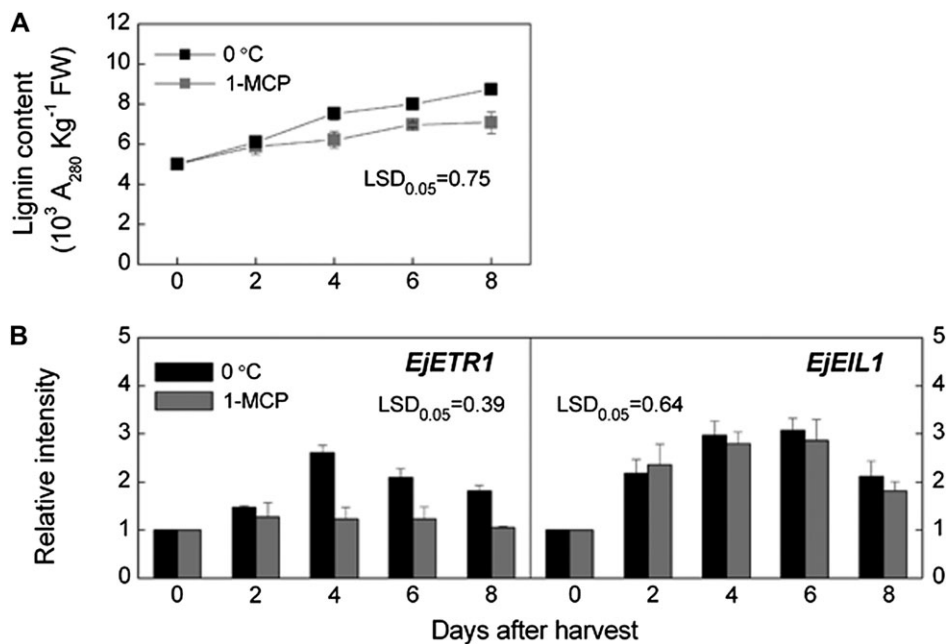 A
Lignin content
(10³ A₂₈₀ Kg⁻¹ FW)
12
10
8
6
4
2
0
0 °C
1-MCP
LSD₀.₀₅=0.75
0 2 4 6 8
B
Relative intensity
5
4
3
2
1
0
0 °C
1-MCP
EjETR1
LSD₀.₀₅=0.39
EjEIL1
LSD₀.₀₅=0.64
5
4
3
2
1
0
0 2 4 6 8 0 2 4 6 8
Days after harvest